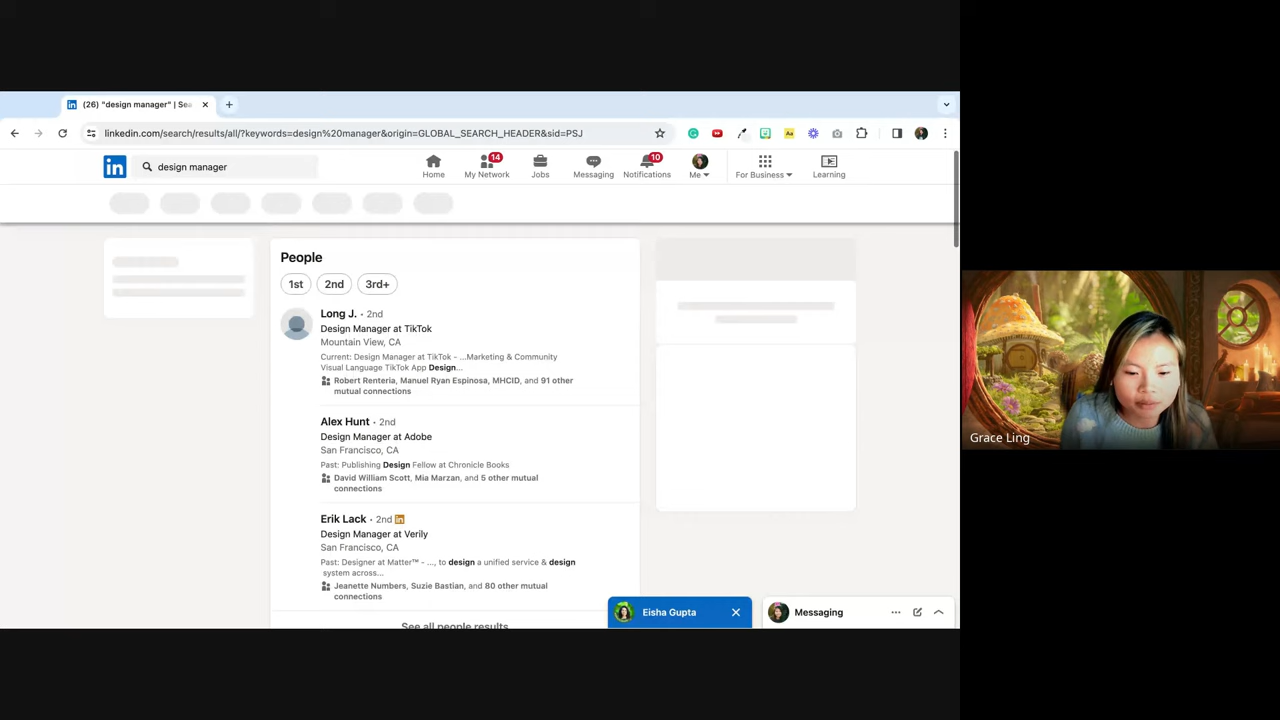 (26) "design manager" | Sea
linkedin.com/search/results/all/?keywords=design%20manager&origin=GLOBAL_SEARCH_HEADER&sid=PSJ
in
design manager
14
10
Home
My Network
Jobs
Messaging
Notifications
Me
For Business
Learning
People
1st
2nd
3rd+
Long J. • 2nd
Design Manager at TikTok
Mountain View, CA
Current: Design Manager at TikTok - ...Marketing & Community
Visual Language TikTok App Design...
Robert Renteria, Manuel Ryan Espinosa, MHCID, and 91 other
mutual connections
Alex Hunt • 2nd
Design Manager at Adobe
San Francisco, CA
Past: Publishing Design Fellow at Chronicle Books
David William Scott, Mia Marzan, and 5 other mutual
connections
Erik Lack • 2nd in
Design Manager at Verily
San Francisco, CA
Past: Designer at Matter™ - ..., to design a unified service & design
system across...
Jeanette Numbers, Suzie Bastian, and 80 other mutual
connections
See all people results
Eisha Gupta
Messaging
Grace Ling